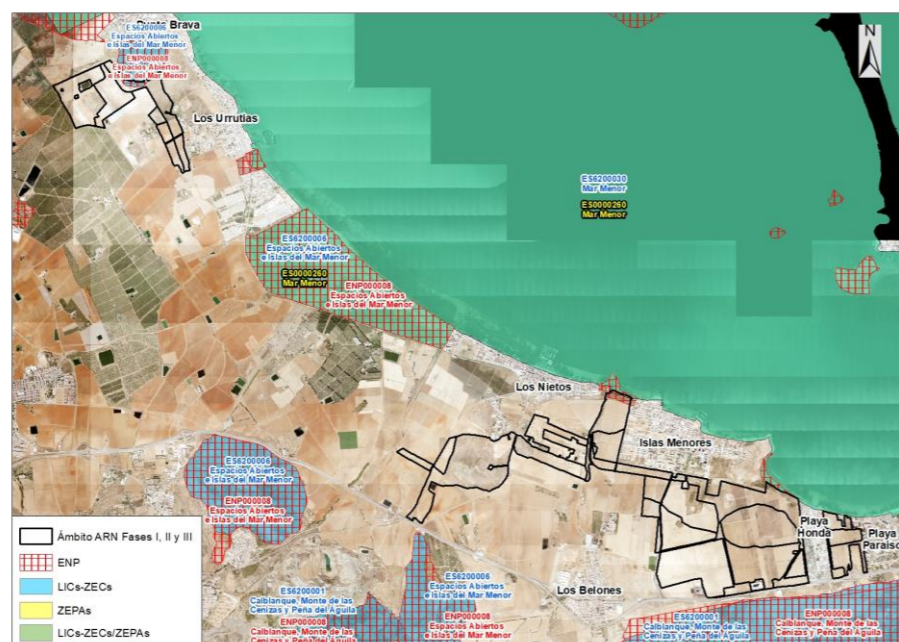 Punta Brava
ES6200006
Espacios Abiertos
e Islas del Mar Menor
ENP000008
Espacios Abiertos
e Islas del Mar Menor
N
Los Urrutias
ES6200030
Mar Menor
ES0000260
Mar Menor
ES6200006
Espacios Abiertos
e Islas del Mar Menor
ES0000260
Mar Menor
ENP000008
Espacios Abiertos
e Islas del Mar Menor
Los Nietos
Islas Menores
ES6200006
Espacios Abiertos
e Islas del Mar Menor
ENP000008
Espacios Abiertos
e Islas del Mar Menor
Playa
Honda
Playa
Paraiso
ES6200006
Espacios Abiertos
e Islas del Mar Menor
ENP000008
Espacios Abiertos
e Islas del Mar Menor
ES6200001
Calblanque, Monte de las
Cenizas y Peña del Águila
ENP000008
Calblanque, Monte de las
Cenizas y Peña del Águila
Los Belones
ES6200001
Calblanque, Monte de las
Cenizas y Peña del Águila
ENP000008
Calblanque, Monte de las
Cenizas y Peña del Águila
Ámbito ARN Fases I, II y III
ENP
LICs-ZECs
ZEPAs
LICs-ZECs/ZEPAs